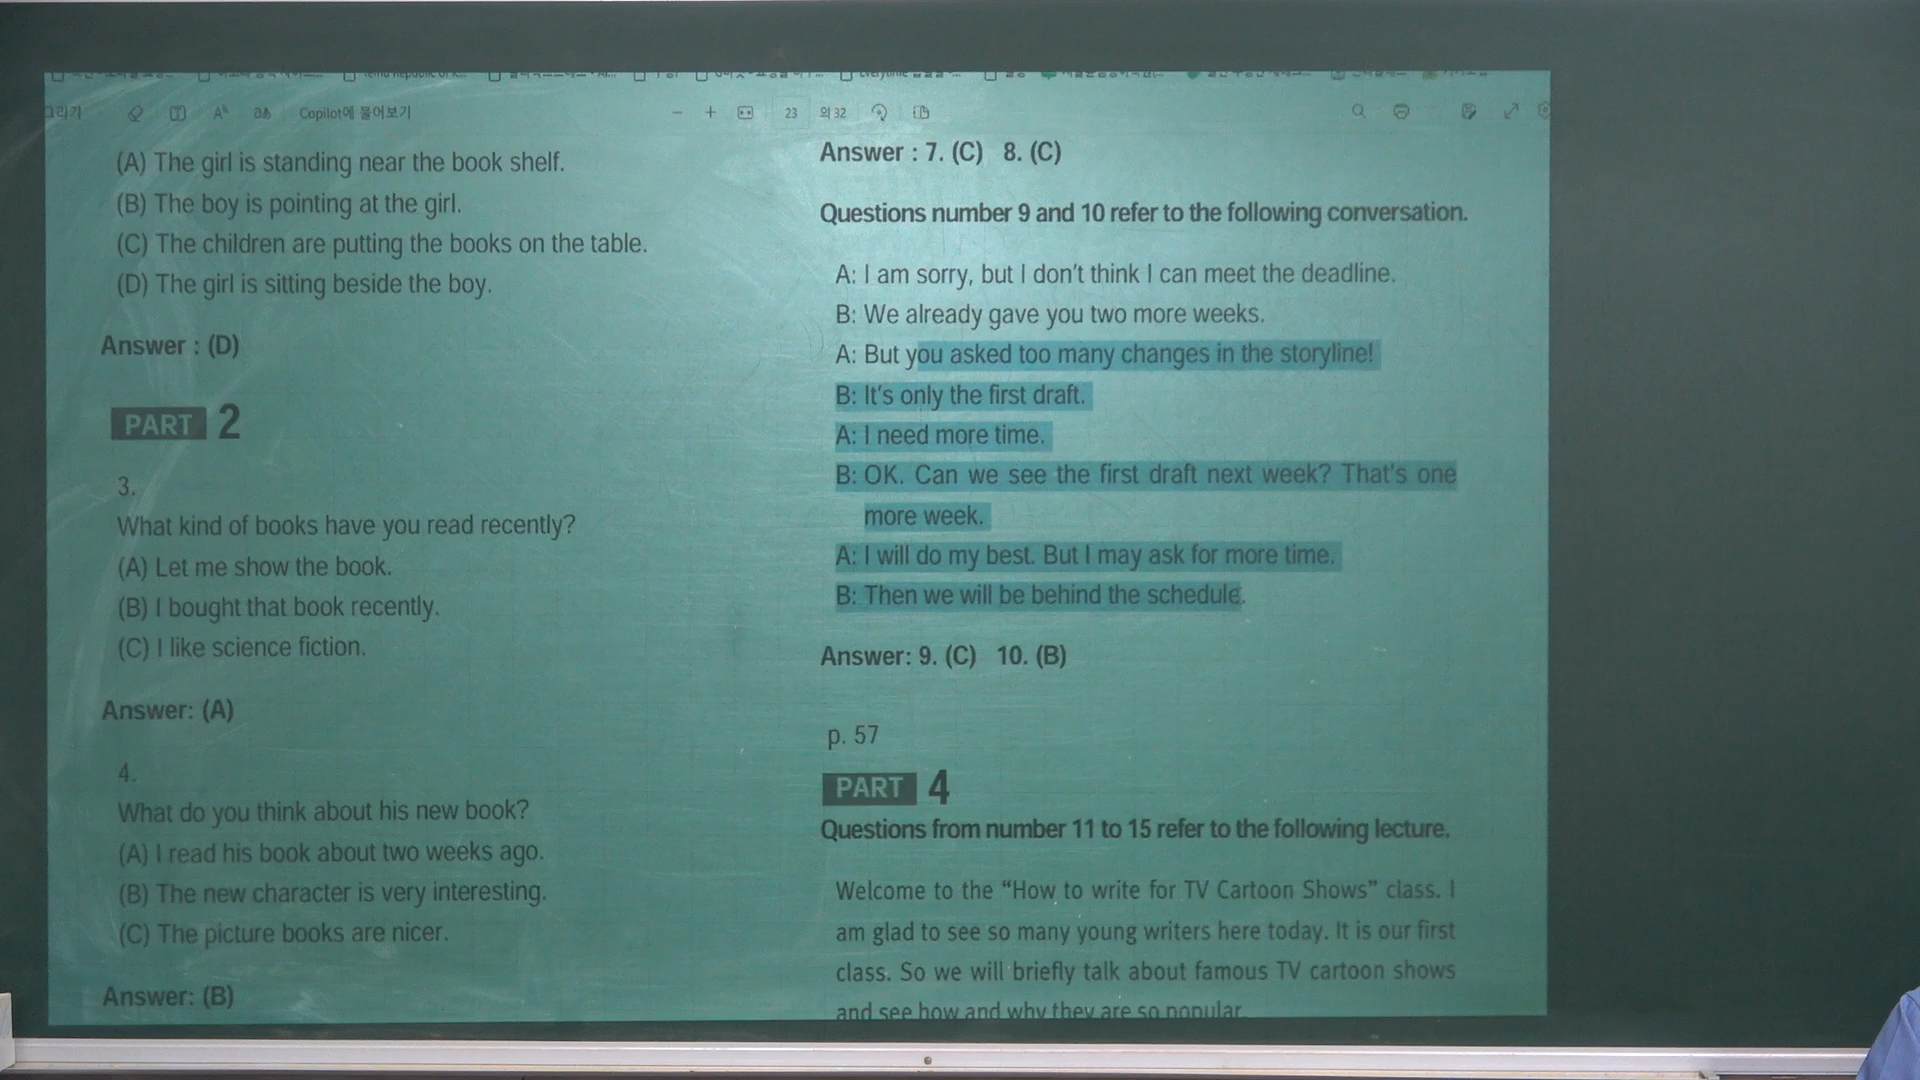 Copilot에 물어보기
23 의 32
(A) The girl is standing near the book shelf.
(B) The boy is pointing at the girl.
(C) The children are putting the books on the table.
(D) The girl is sitting beside the boy.
Answer : (D)
PART 2
3.
What kind of books have you read recently?
(A) Let me show the book.
(B) I bought that book recently.
(C) I like science fiction.
Answer: (A)
4.
What do you think about his new book?
(A) I read his book about two weeks ago.
(B) The new character is very interesting.
(C) The picture books are nicer.
Answer: (B)
Answer : 7. (C) 8. (C)
Questions number 9 and 10 refer to the following conversation.
A: I am sorry, but I don't think I can meet the deadline.
B: We already gave you two more weeks.
A: But you asked too many changes in the storyline!
B: It's only the first draft.
A: I need more time.
B: OK. Can we see the first draft next week? That's one
more week.
A: I will do my best. But I may ask for more time.
B: Then we will be behind the schedule.
Answer: 9. (C) 10. (B)
p. 57
PART 4
Questions from number 11 to 15 refer to the following lecture.
Welcome to the “How to write for TV Cartoon Shows” class. I
am glad to see so many young writers here today. It is our first
class. So we will briefly talk about famous TV cartoon shows
and see how and why they are so popular.